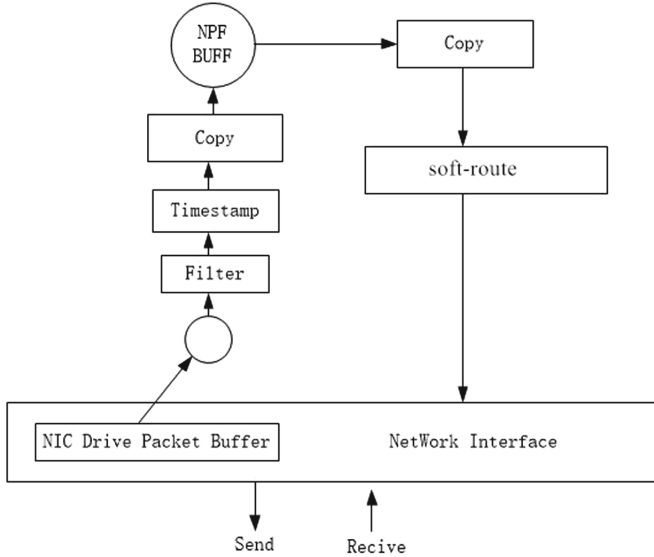 NPF
BUFF
Copy
Copy
soft-route
Timestamp
Filter
NIC Drive Packet Buffer
NetWork Interface
Send
Recive